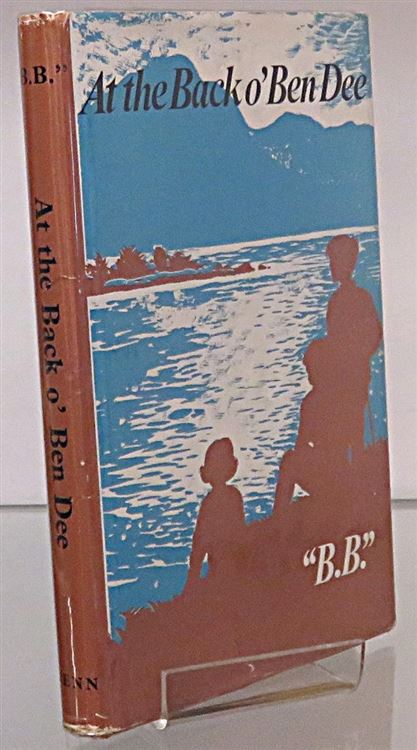 At the Back o' Ben Dee
"B.B."
B.B."
At the Back o' Ben Dee
ENN